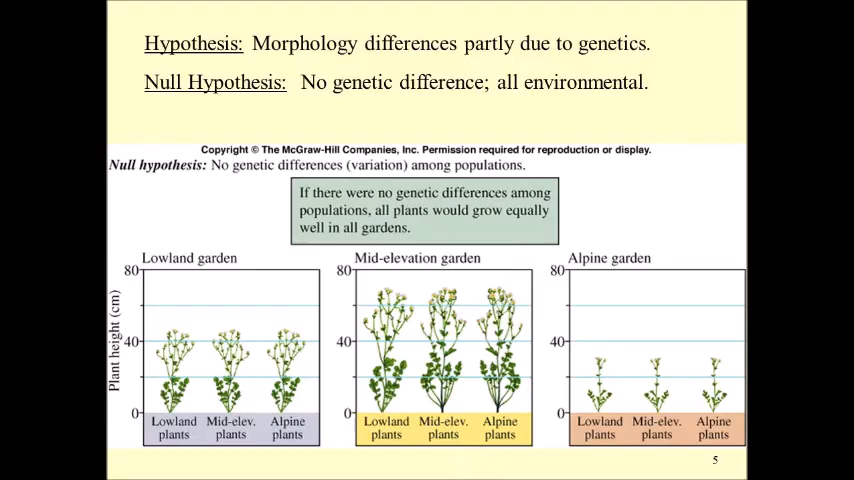 Hypothesis: Morphology differences partly due to genetics.
Null Hypothesis: No genetic difference; all environmental.
Copyright © The McGraw-Hill Companies, Inc. Permission required for reproduction or display.
Null hypothesis: No genetic differences (variation) among populations.
If there were no genetic differences among
populations, all plants would grow equally
well in all gardens.
Lowland garden
80
40
0
Plant height (cm)
Lowland plants
Mid-elev. plants
Alpine plants
Mid-elevation garden
80
40
0
Lowland plants
Mid-elev. plants
Alpine plants
Alpine garden
80
40
0
Lowland plants
Mid-elev. plants
Alpine plants
5